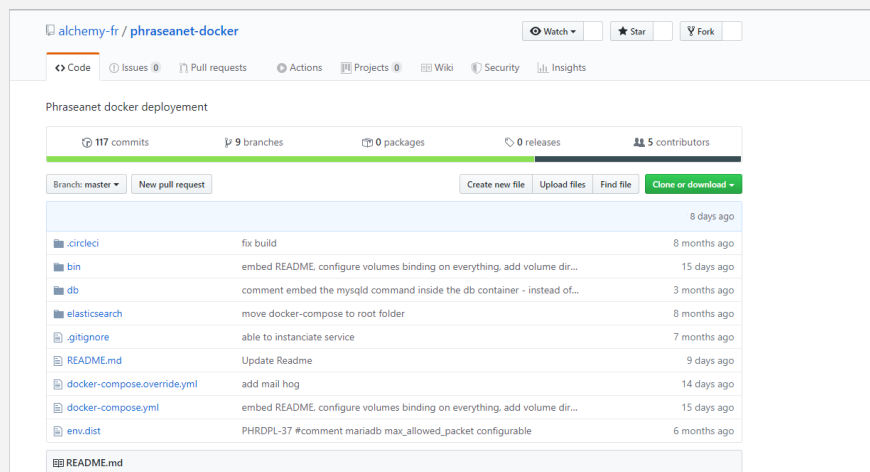 alchemy-fr / phraseanet-docker Watch Star Fork
Code Issues 0 Pull requests Actions Projects 0 Wiki Security Insights
Phraseanet docker deployement
117 commits 9 branches 0 packages 0 releases 5 contributors
Branch: master New pull request Create new file Upload files Find file Clone or download
8 days ago
.circleci fix build 8 months ago
bin embed README, configure volumes binding on everything, add volume dir... 15 days ago
db comment embed the mysqld command inside the db container - instead of... 3 months ago
elasticsearch move docker-compose to root folder 8 months ago
.gitignore able to instanciate service 7 months ago
README.md Update Readme 9 days ago
docker-compose.override.yml add mail hog 14 days ago
docker-compose.yml embed README, configure volumes binding on everything, add volume dir... 15 days ago
env.dist PHRDPL-37 #comment mariadb max_allowed_packet configurable 6 months ago
README.md